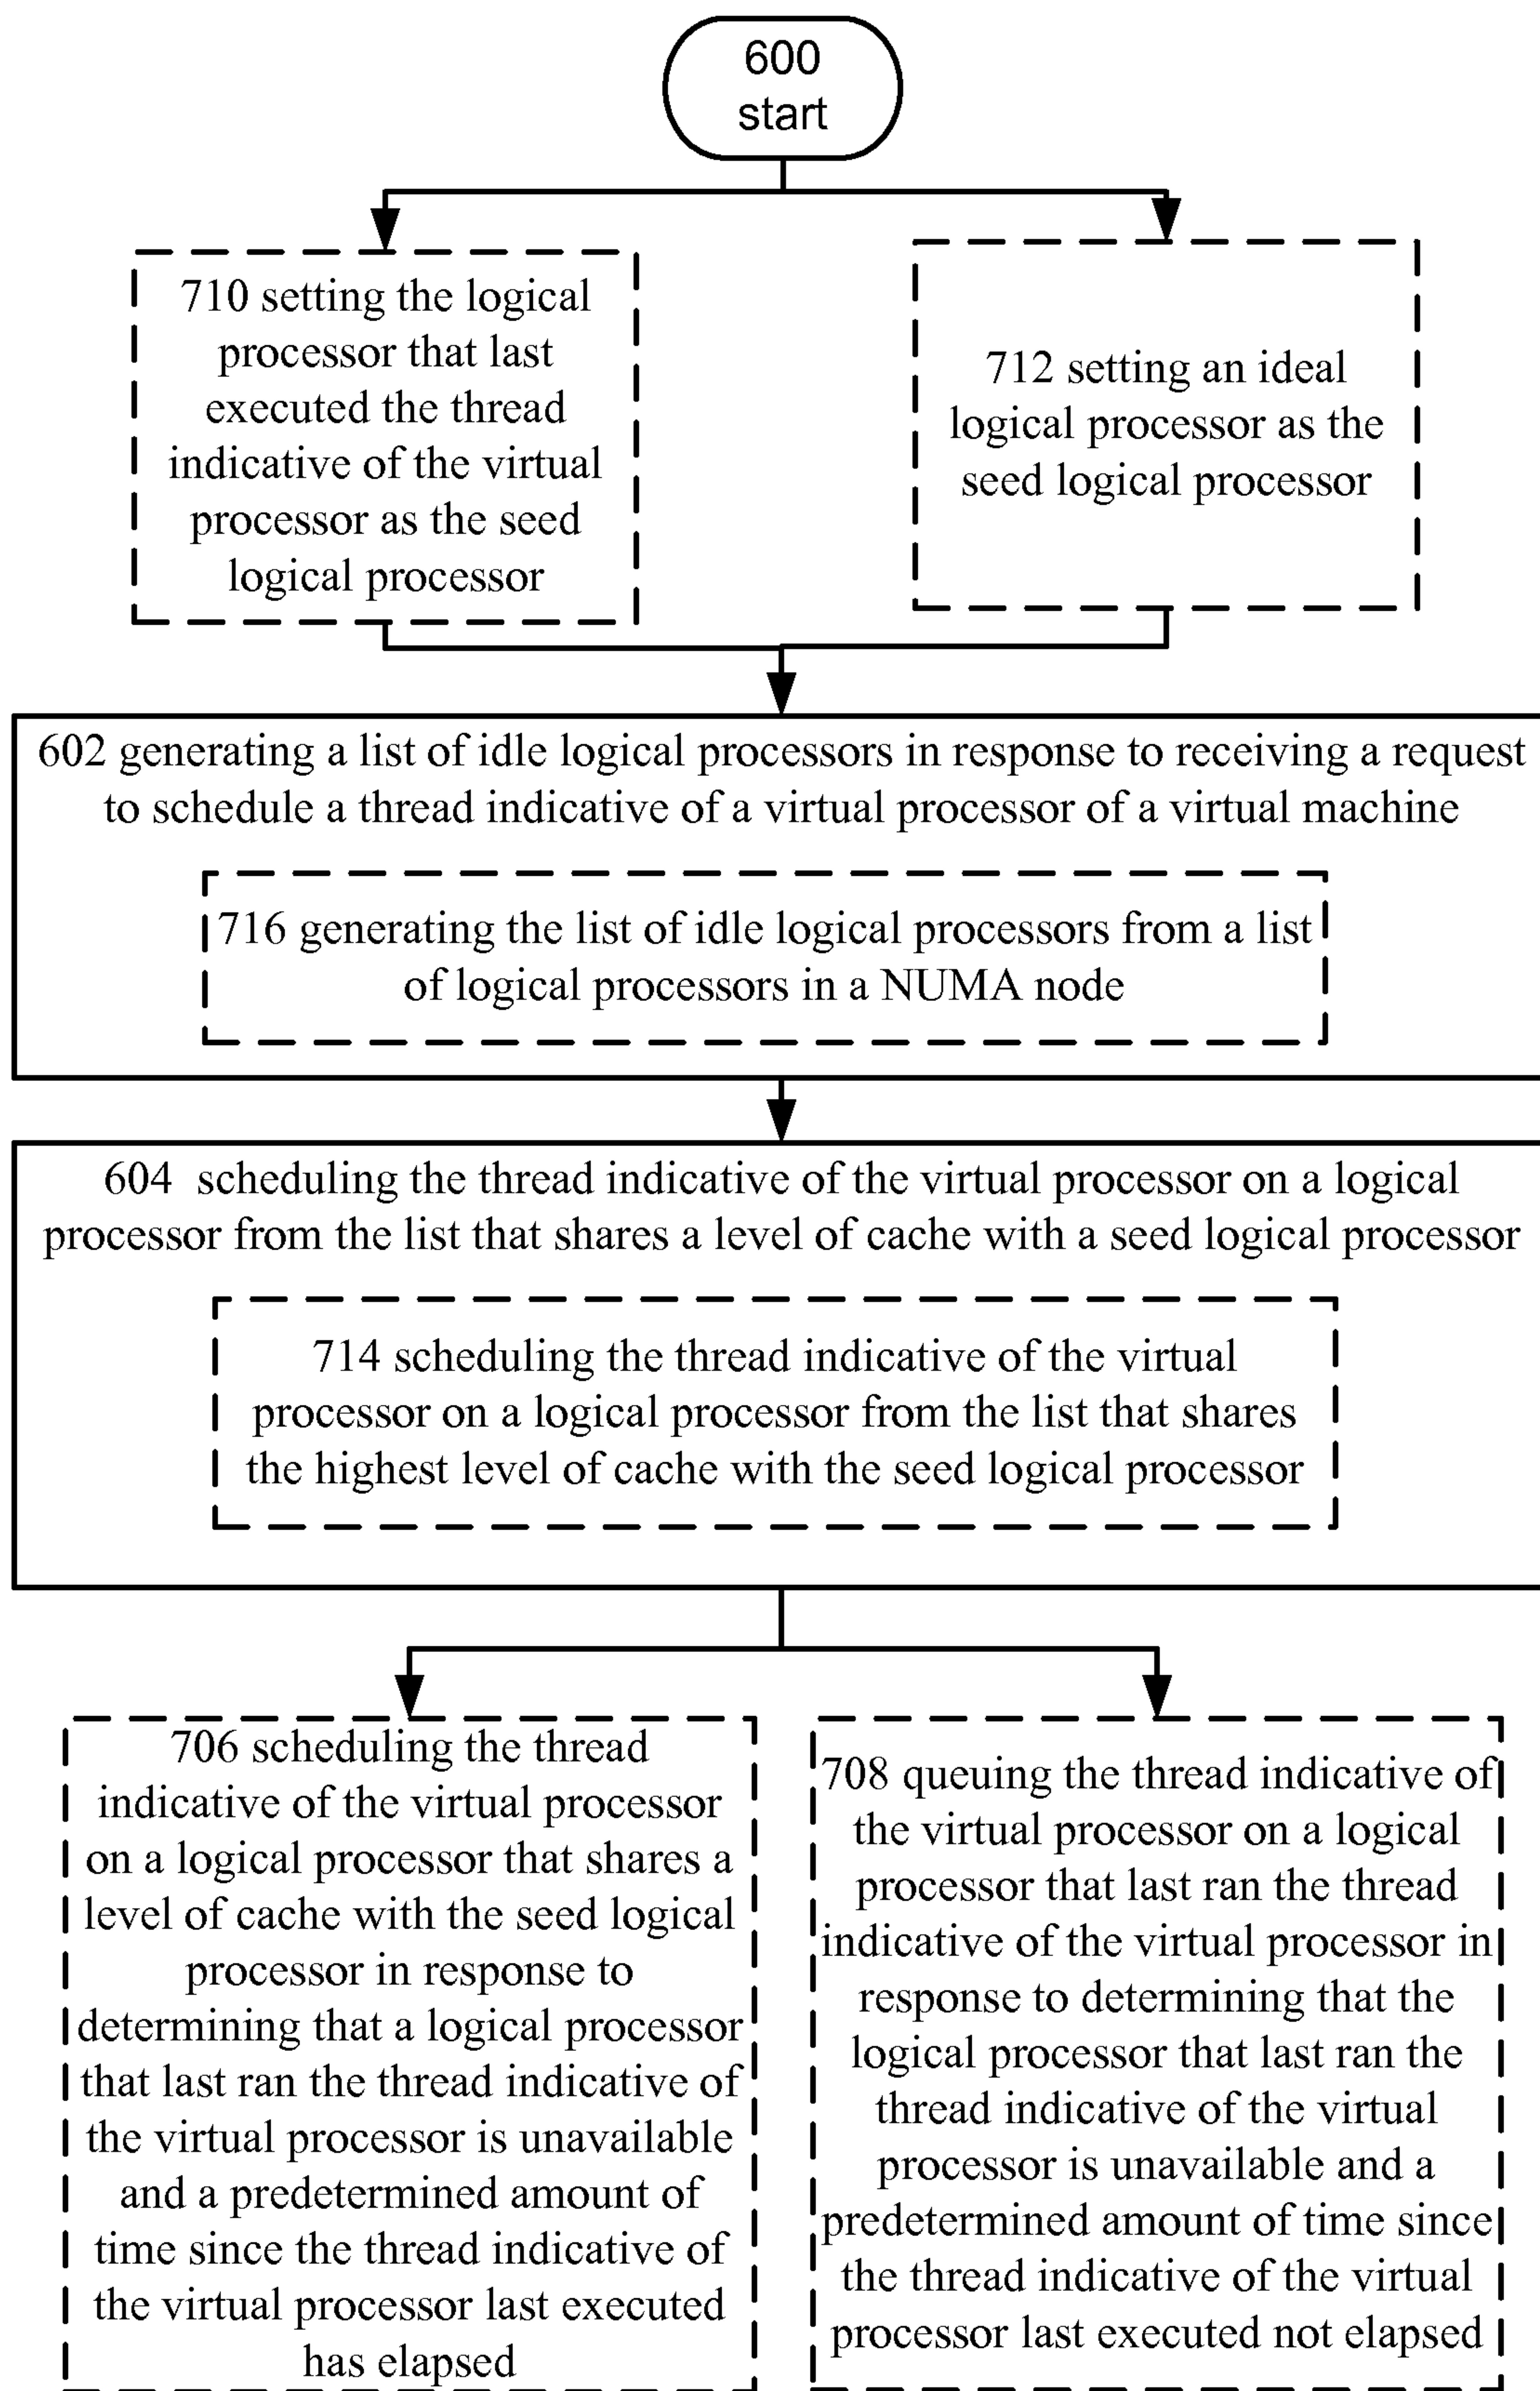 600
start
710 setting the logical
processor that last
executed the thread
indicative of the virtual
processor as the seed
logical processor
712 setting an ideal
logical processor as the
seed logical processor
602 generating a list of idle logical processors in response to receiving a request
to schedule a thread indicative of a virtual processor of a virtual machine
716 generating the list of idle logical processors from a list
of logical processors in a NUMA node
604 scheduling the thread indicative of the virtual processor on a logical
processor from the list that shares a level of cache with a seed logical processor
714 scheduling the thread indicative of the virtual
processor on a logical processor from the list that shares
the highest level of cache with the seed logical processor
706 scheduling the thread
indicative of the virtual processor
on a logical processor that shares a
level of cache with the seed logical
processor in response to
determining that a logical processor
that last ran the thread indicative of
the virtual processor is unavailable
and a predetermined amount of
time since the thread indicative of
the virtual processor last executed
has elapsed
708 queuing the thread indicative of
the virtual processor on a logical
processor that last ran the thread
indicative of the virtual processor in
response to determining that the
logical processor that last ran the
thread indicative of the virtual
processor is unavailable and a
predetermined amount of time since
the thread indicative of the virtual
processor last executed not elapsed